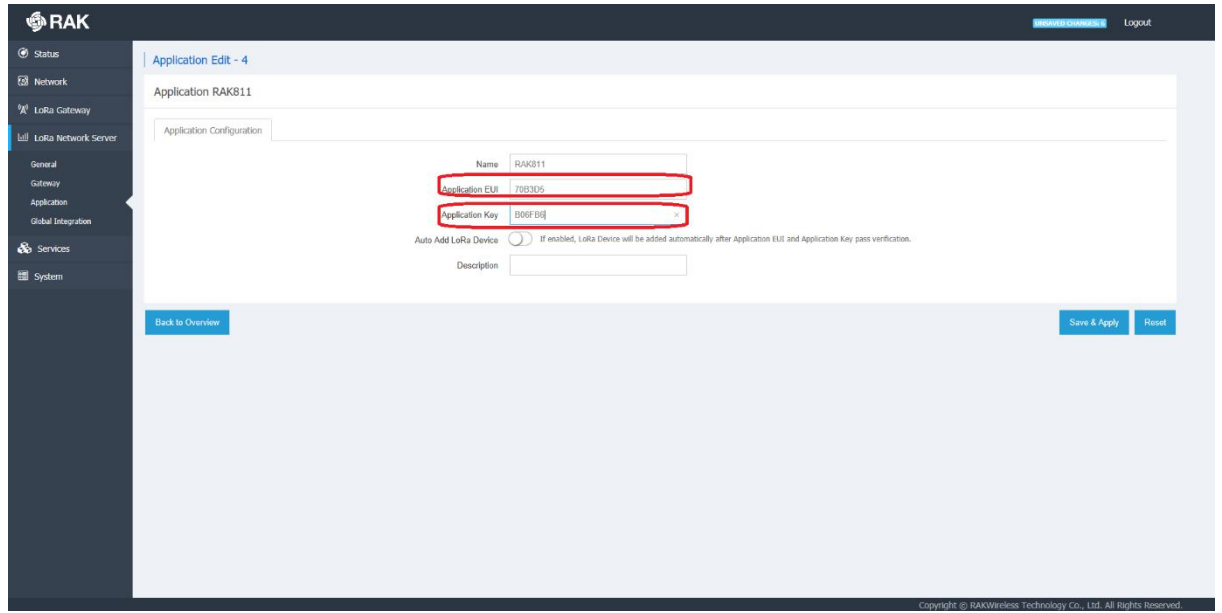 RAK
UNSAVED CHANGES: 6
Logout
Status
Network
LoRa Gateway
LoRa Network Server
General
Gateway
Application
Global Integration
Services
System
Application Edit - 4
Application RAK811
Application Configuration
Name RAK811
Application EUI 70B3D5
Application Key B06FB6 ×
Auto Add LoRa Device If enabled, LoRa Device will be added automatically after Application EUI and Application Key pass verification.
Description
Back to Overview
Save & Apply Reset
Copyright © RAKWireless Technology Co., Ltd. All Rights Reserved.